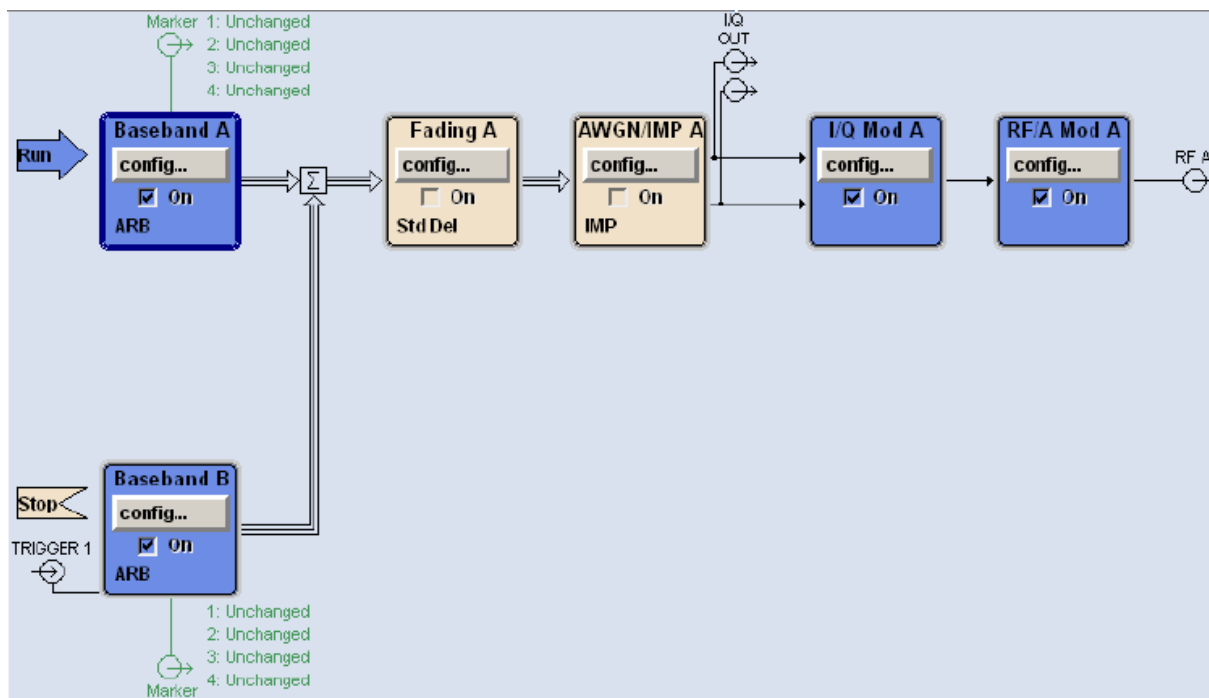 Marker 1: Unchanged
2: Unchanged
3: Unchanged
4: Unchanged
I/Q
OUT
Run
Baseband A
config...
On
ARB
Σ
Fading A
config...
On
Std Del
AWGN/IMP A
config...
On
IMP
I/Q Mod A
config...
On
RF/A Mod A
config...
On
RF A
Stop
TRIGGER 1
Baseband B
config...
On
ARB
1: Unchanged
2: Unchanged
3: Unchanged
Marker 4: Unchanged